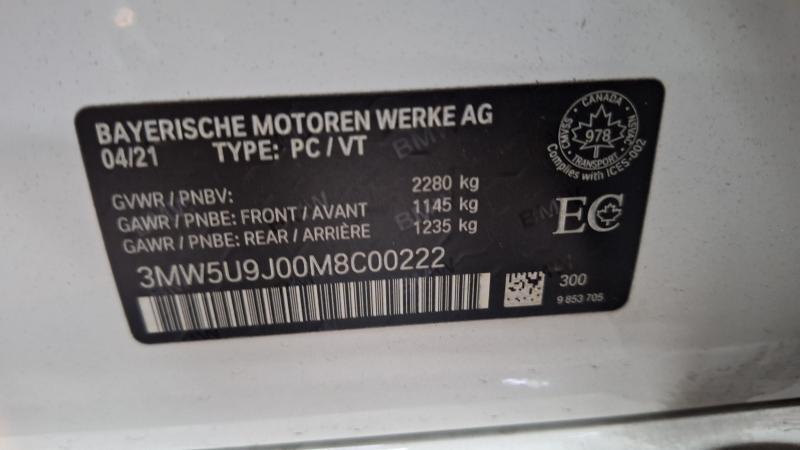 BAYERISCHE MOTOREN WERKE AG
04/21 TYPE: PC / VT
GVWR / PNBV: 2280 kg
GAWR / PNBE: FRONT / AVANT 1145 kg
GAWR / PNBE: REAR / ARRIÈRE 1235 kg
3MW5U9J00M8C00222
CANADA
CMVSS
978
NSVAC
TRANSPORT
Complies with ICES-002
EC
300
9 853 705